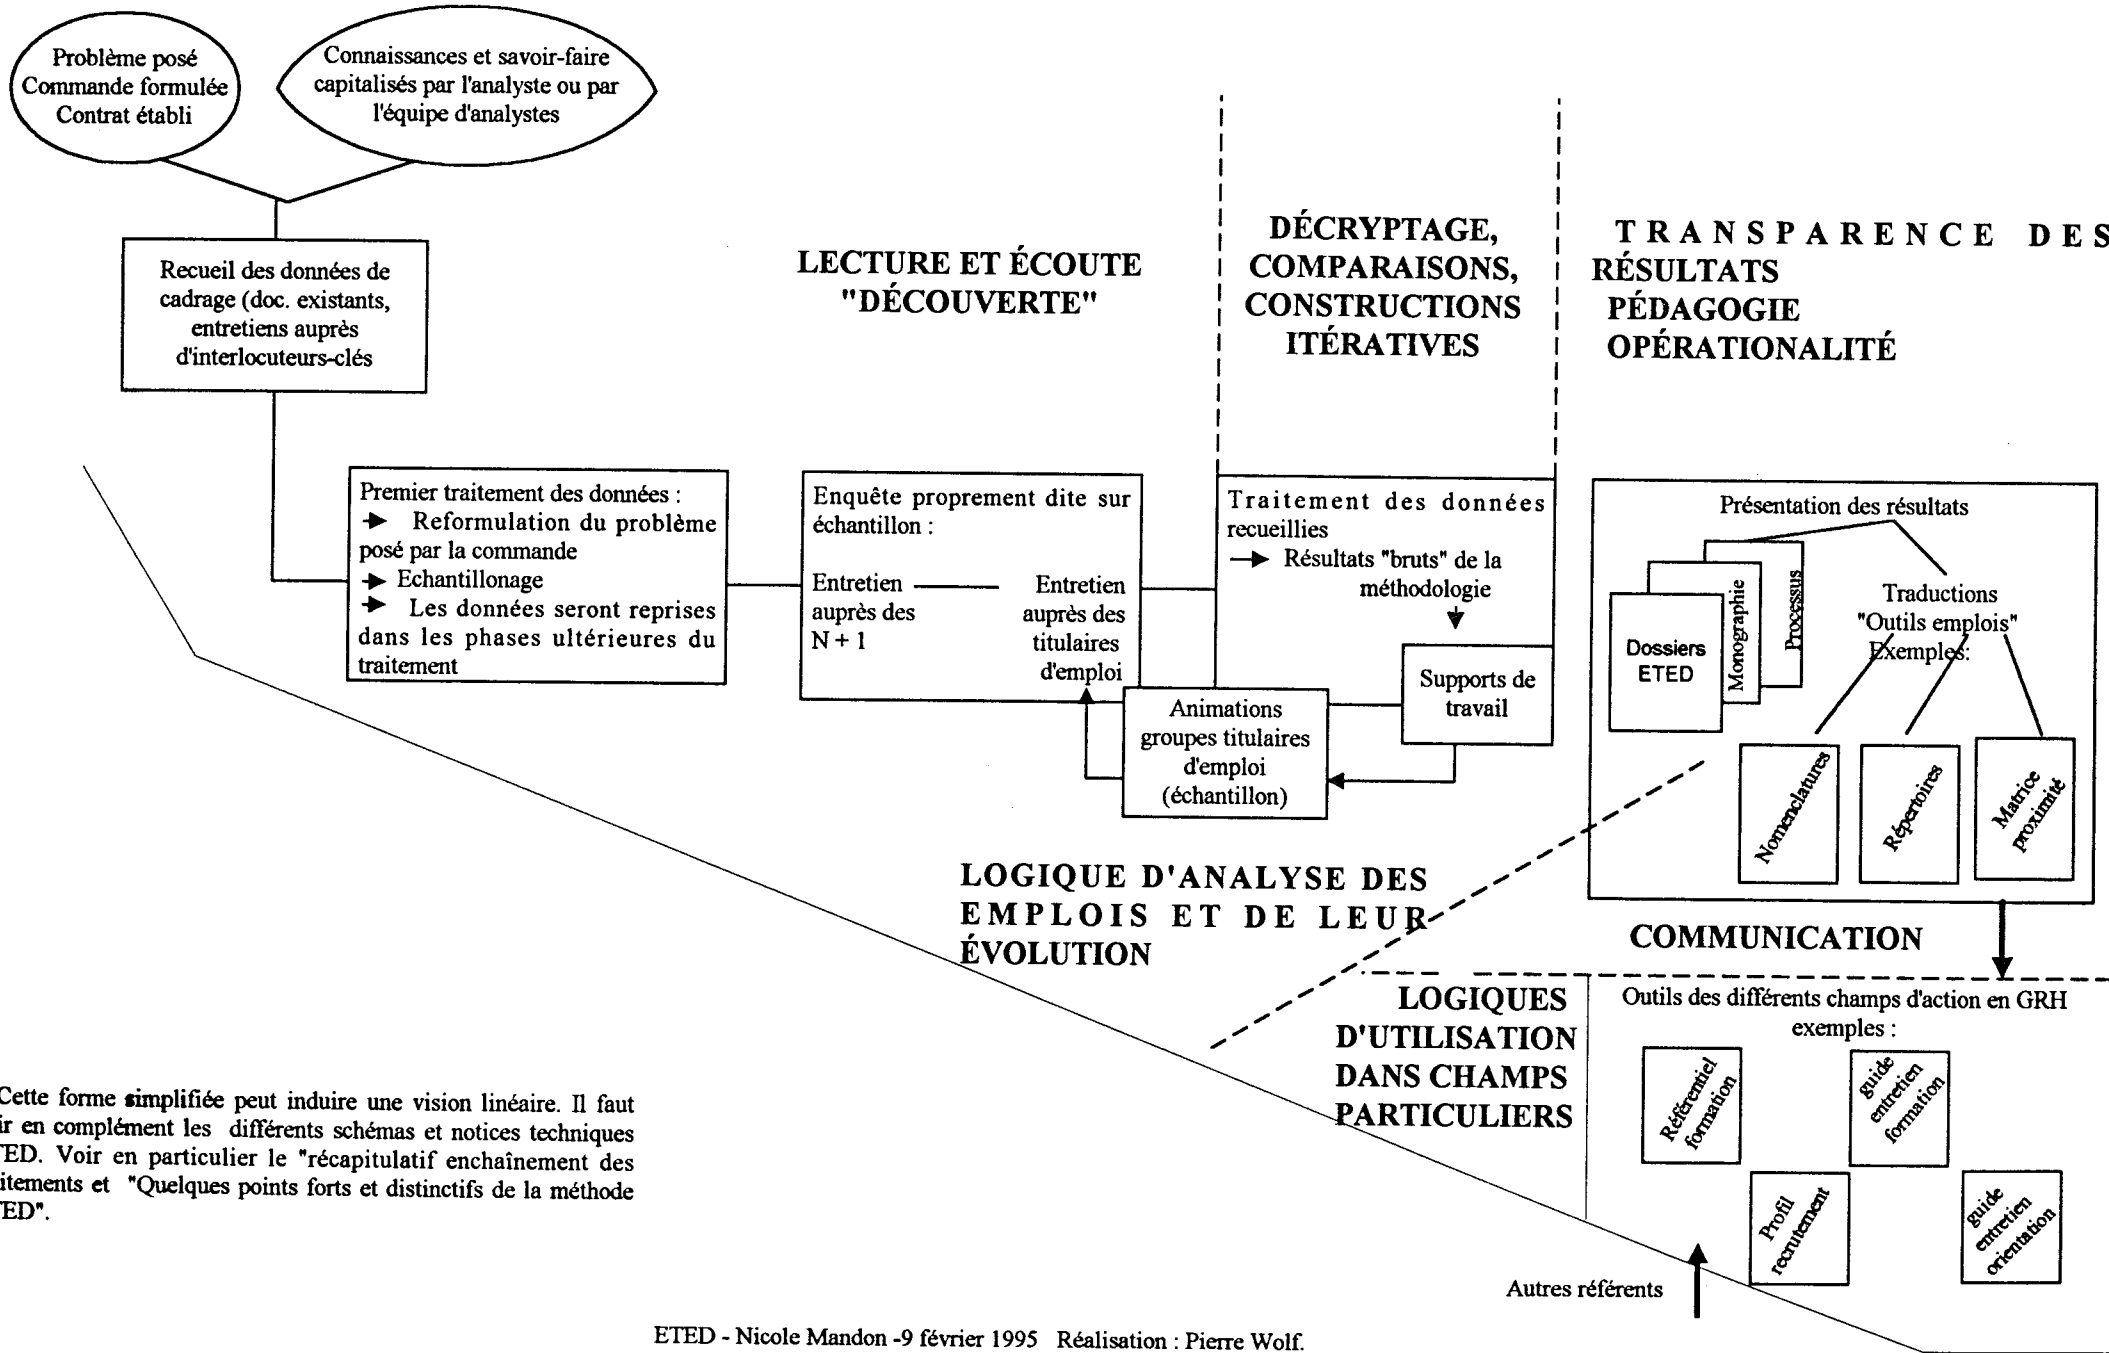 Problème posé
Commande formulée
Contrat établi
Connaissances et savoir-faire
capitalisés par l'analyste ou par
l'équipe d'analystes
Recueil des données de
cadrage (doc. existants,
entretiens auprès
d'interlocuteurs-clés
LECTURE ET ÉCOUTE
"DÉCOUVERTE"
DÉCRYPTAGE,
COMPARAISONS,
CONSTRUCTIONS
ITÉRATIVES
TRANSPARENCE DES
RÉSULTATS
PÉDAGOGIE
OPÉRATIONALITÉ
Premier traitement des données :
Reformulation du problème
posé par la commande
Echantillonage
Les données seront reprises
dans les phases ultérieures du
traitement
Enquête proprement dite sur
échantillon :
Entretien
auprès des
N + 1
Entretien
auprès des
titulaires
d'emploi
Traitement des données
recueillies
Résultats "bruts" de la
méthodologie
Supports de
travail
Animations
groupes titulaires
d'emploi
(échantillon)
Présentation des résultats
Dossiers
ETED
Monographie
Processus
Traductions
"Outils emplois"
Exemples:
Nomenclatures
Répertoires
Matrice
proximité
LOGIQUE D'ANALYSE DES
EMPLOIS ET DE LEUR
ÉVOLUTION
COMMUNICATION
LOGIQUES
D'UTILISATION
DANS CHAMPS
PARTICULIERS
Outils des différents champs d'action en GRH
exemples :
Référentiel
formation
guide
entretien
formation
Profil
recrutement
guide
entretien
orientation
Autres référents
Cette forme simplifiée peut induire une vision linéaire. Il faut
ir en complément les différents schémas et notices techniques
TED. Voir en particulier le "récapitulatif enchaînement des
itements et "Quelques points forts et distinctifs de la méthode
TED".
ETED - Nicole Mandon -9 février 1995 Réalisation : Pierre Wolf.